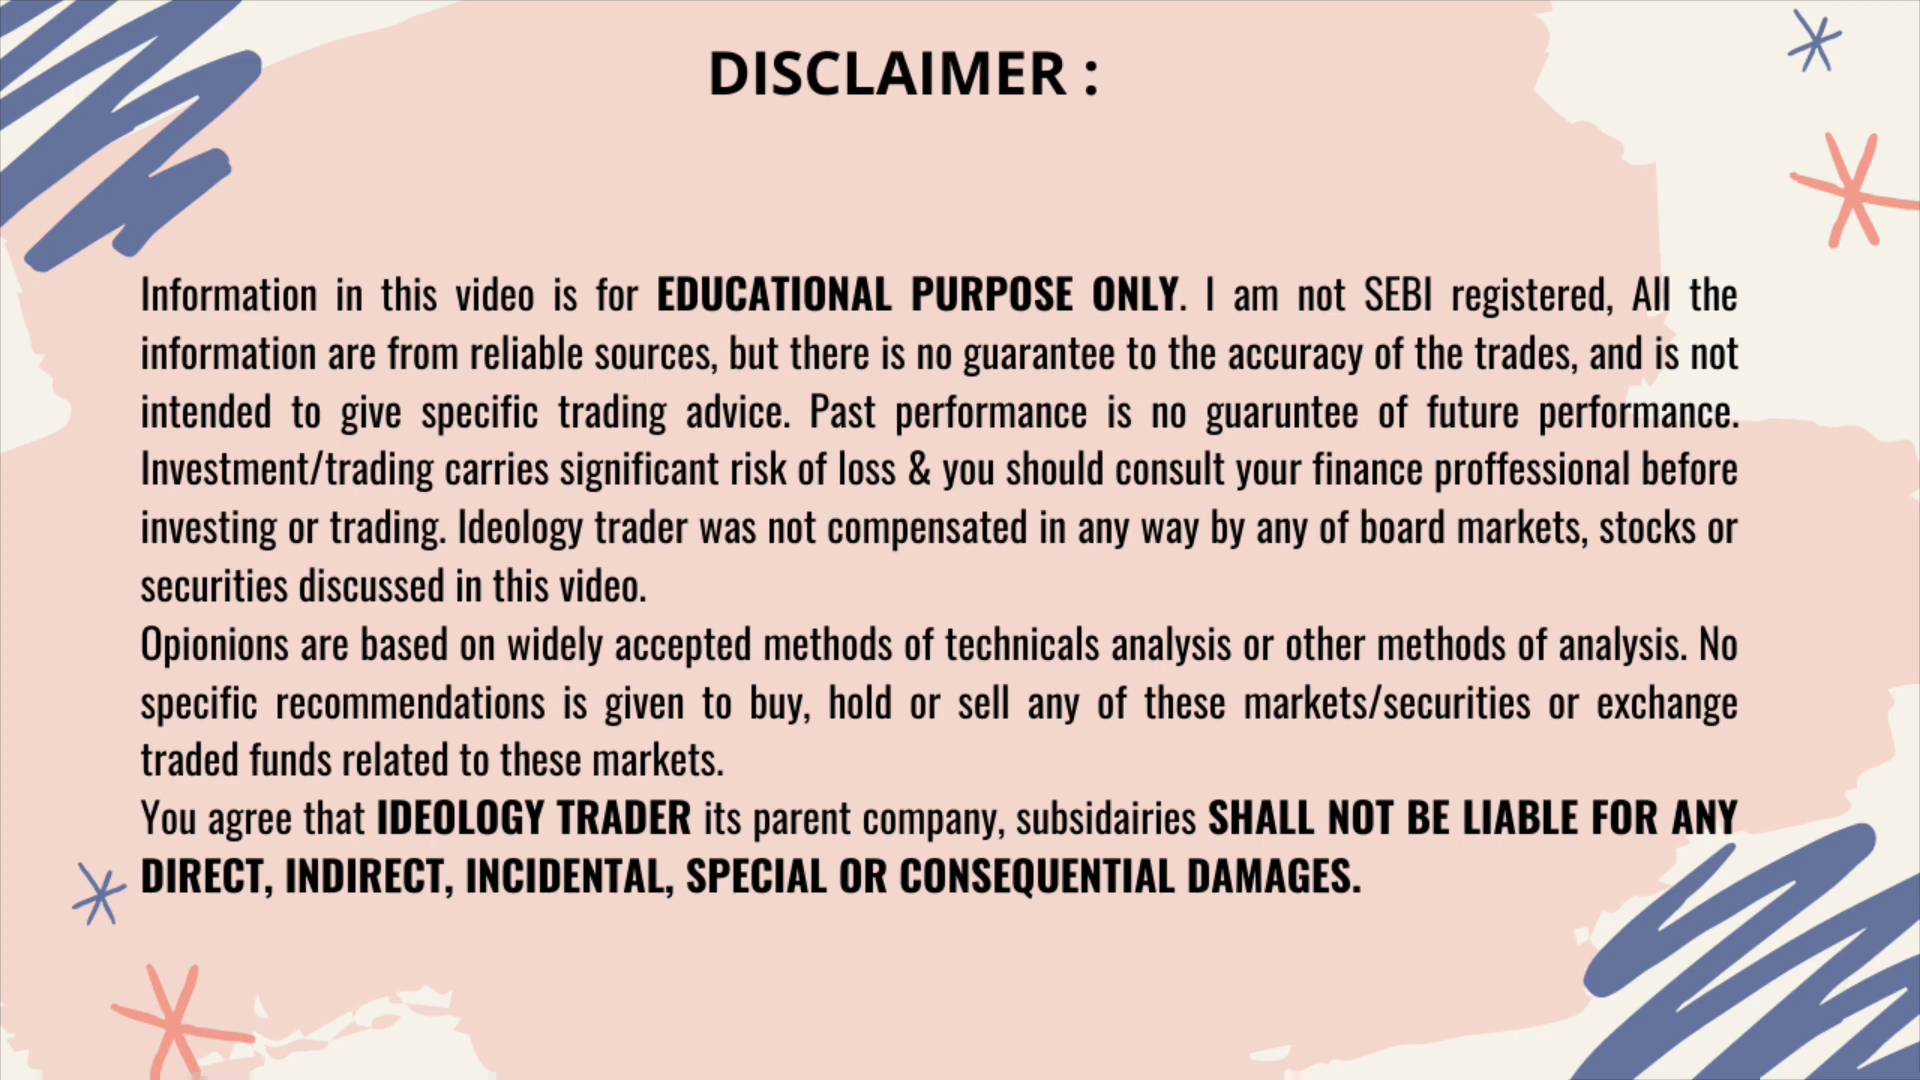 DISCLAIMER :
Information in this video is for EDUCATIONAL PURPOSE ONLY. I am not SEBI registered, All the
information are from reliable sources, but there is no guarantee to the accuracy of the trades, and is not
intended to give specific trading advice. Past performance is no guaruntee of future performance.
Investment/trading carries significant risk of loss & you should consult your finance proffessional before
investing or trading. Ideology trader was not compensated in any way by any of board markets, stocks or
securities discussed in this video.
Opionions are based on widely accepted methods of technicals analysis or other methods of analysis. No
specific recommendations is given to buy, hold or sell any of these markets/securities or exchange
traded funds related to these markets.
You agree that IDEOLOGY TRADER its parent company, subsidairies SHALL NOT BE LIABLE FOR ANY
DIRECT, INDIRECT, INCIDENTAL, SPECIAL OR CONSEQUENTIAL DAMAGES.